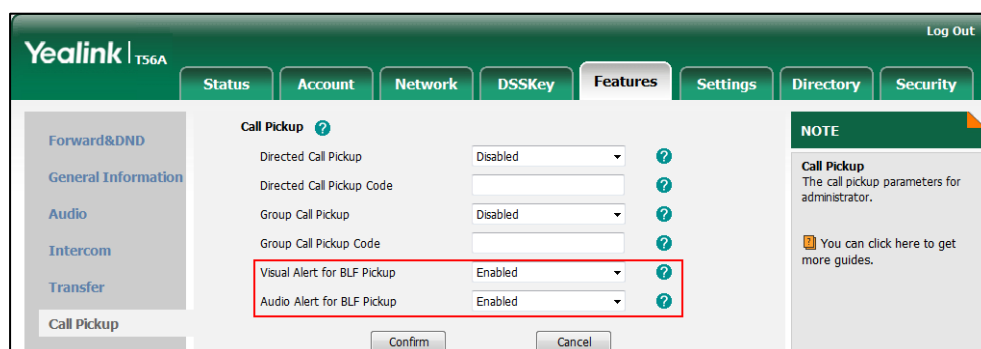 Log Out
Yealink T56A
Status Account Network DSSKey Features Settings Directory Security
Forward&DND
General Information
Audio
Intercom
Transfer
Call Pickup
Call Pickup ?
Directed Call Pickup Disabled ?
Directed Call Pickup Code ?
Group Call Pickup Disabled ?
Group Call Pickup Code ?
Visual Alert for BLF Pickup Enabled ?
Audio Alert for BLF Pickup Enabled ?
Confirm Cancel
NOTE
Call Pickup
The call pickup parameters for
administrator.
? You can click here to get
more guides.